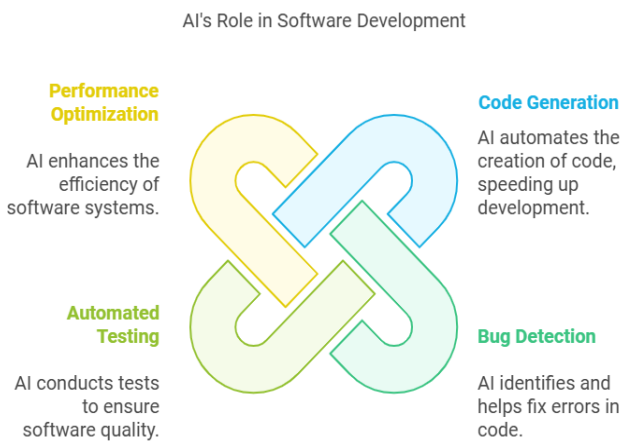 AI's Role in Software Development
Performance
Optimization
AI enhances the
efficiency of
software systems.
Code Generation
AI automates the
creation of code,
speeding up
development.
Automated
Testing
AI conducts tests
to ensure
software quality.
Bug Detection
AI identifies and
helps fix errors in
code.